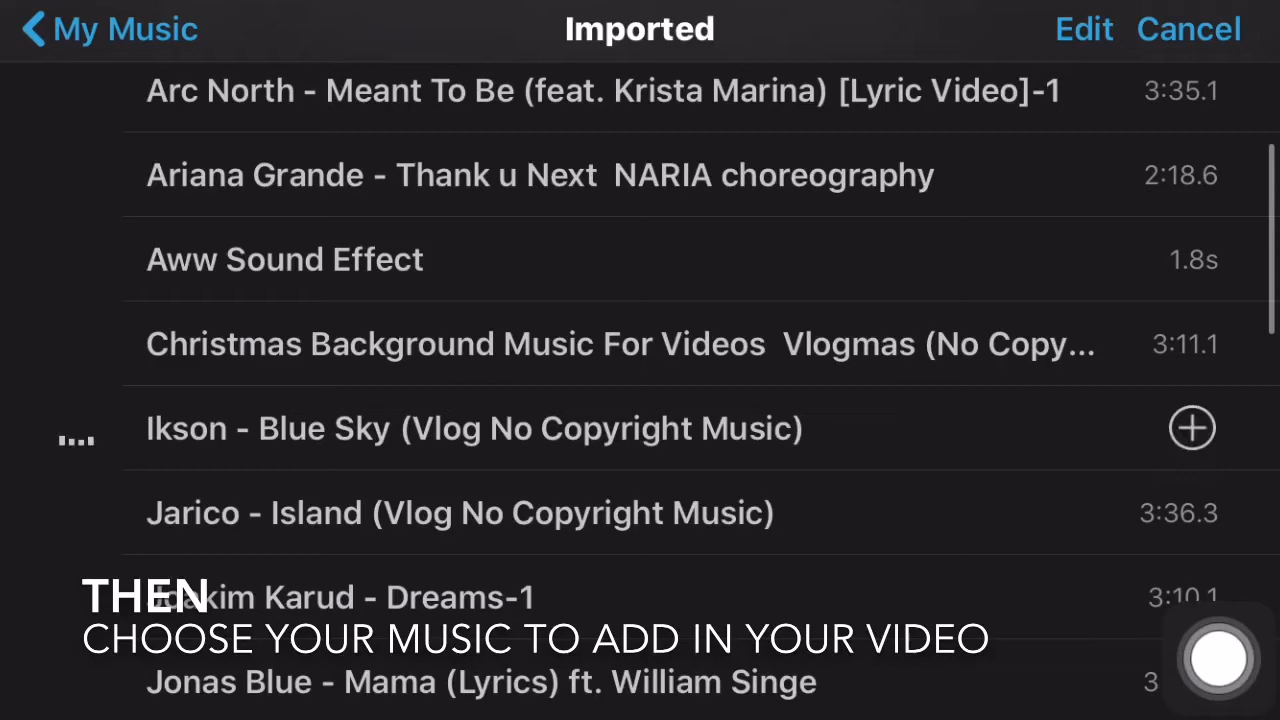 My Music Imported Edit Cancel
Arc North - Meant To Be (feat. Krista Marina) [Lyric Video]-1 3:35.1
Ariana Grande - Thank u Next  NARIA choreography 2:18.6
Aww Sound Effect 1.8s
Christmas Background Music For Videos  Vlogmas (No Copy... 3:11.1
Ikson - Blue Sky (Vlog No Copyright Music)
Jarico - Island (Vlog No Copyright Music) 3:36.3
THEN
Joakim Karud - Dreams-1 3:10.1
CHOOSE YOUR MUSIC TO ADD IN YOUR VIDEO
Jonas Blue - Mama (Lyrics) ft. William Singe 3